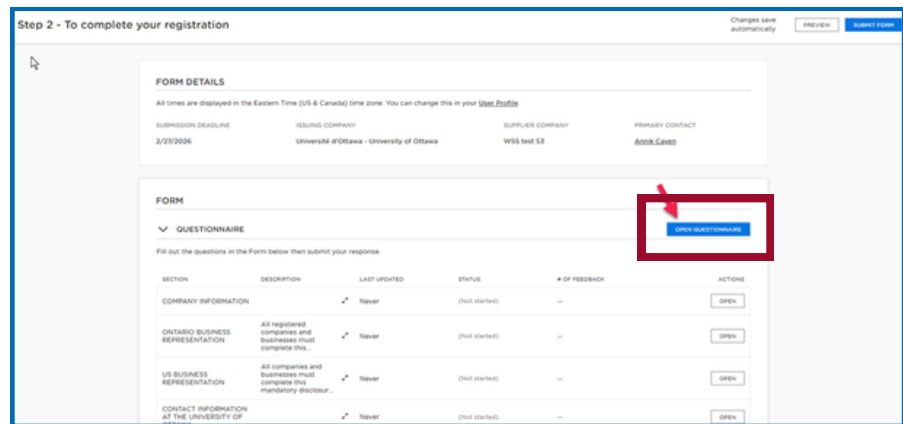 Step 2 - To complete your registration
Changes save
automatically
PREVIEW
SUBMIT FORM
FORM DETAILS
All times are displayed in the Eastern Time (US & Canada) time zone. You can change this in your User Profile.
SUBMISSION DEADLINE ISSUING COMPANY SUPPLIER COMPANY PRIMARY CONTACT
2/27/2026 Université d'Ottawa - University of Ottawa WSS test 53 Annik Cayen
FORM
QUESTIONNAIRE
OPEN QUESTIONNAIRE
Fill out the questions in the Form below then submit your response.
SECTION DESCRIPTION LAST UPDATED STATUS # OF FEEDBACK ACTIONS
COMPANY INFORMATION Never (Not started) -- OPEN
ONTARIO BUSINESS
REPRESENTATION
All registered
companies and
businesses must
complete this...
Never (Not started) -- OPEN
US BUSINESS
REPRESENTATION
All companies and
businesses must
complete this
mandatory disclosur...
Never (Not started) -- OPEN
CONTACT INFORMATION
AT THE UNIVERSITY OF
Never (Not started) -- OPEN